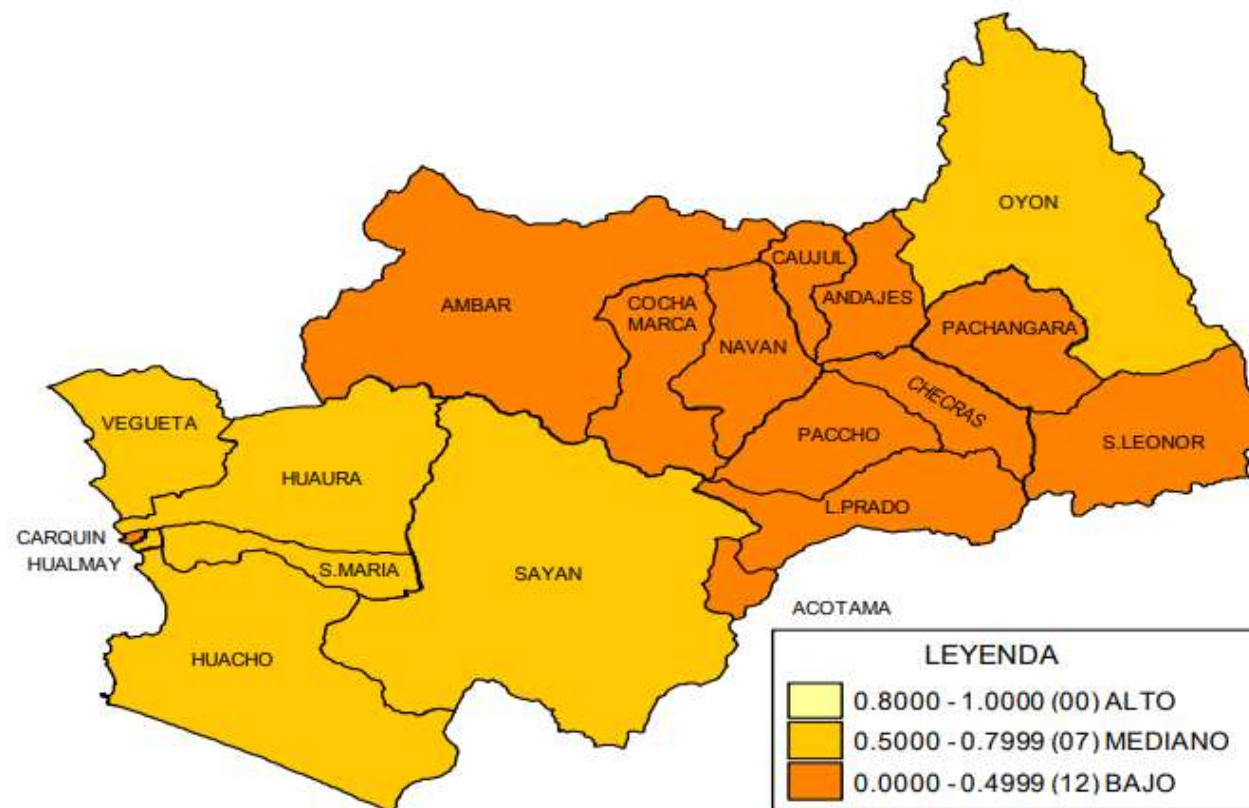 OYON
CAUJUL
ANDAJES
AMBAR
COCHA
MARCA
NAVAN
PACHANGARA
CHECRAS
VEGUETA
PACCHO
S.LEONOR
HUAURA
L.PRADO
CARQUIN
HUALMAY
S.MARIA
SAYAN
ACOTAMA
HUACHO
LEYENDA
0.8000 - 1.0000 (00) ALTO
0.5000 - 0.7999 (07) MEDIANO
0.0000 - 0.4999 (12) BAJO